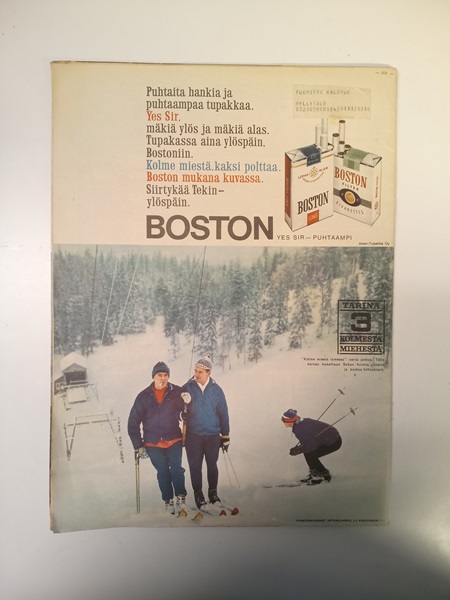 Puhtaita hankia ja
puhtaampaa tupakkaa.
Yes Sir,
mäkiä ylös ja mäkiä alas.
Tupakassa aina ylöspäin.
Bostoniin.
Kolme miestä, kaksi polttaa.
Boston mukana kuvassa.
Siirtykää Tekin–
ylöspäin.
BOSTON YES SIR — PUHTAAMPI
BOSTON
BOSTON
FILTER
CIGARETTES
TARINA
3
KOLMESTA
MIEHESTÄ